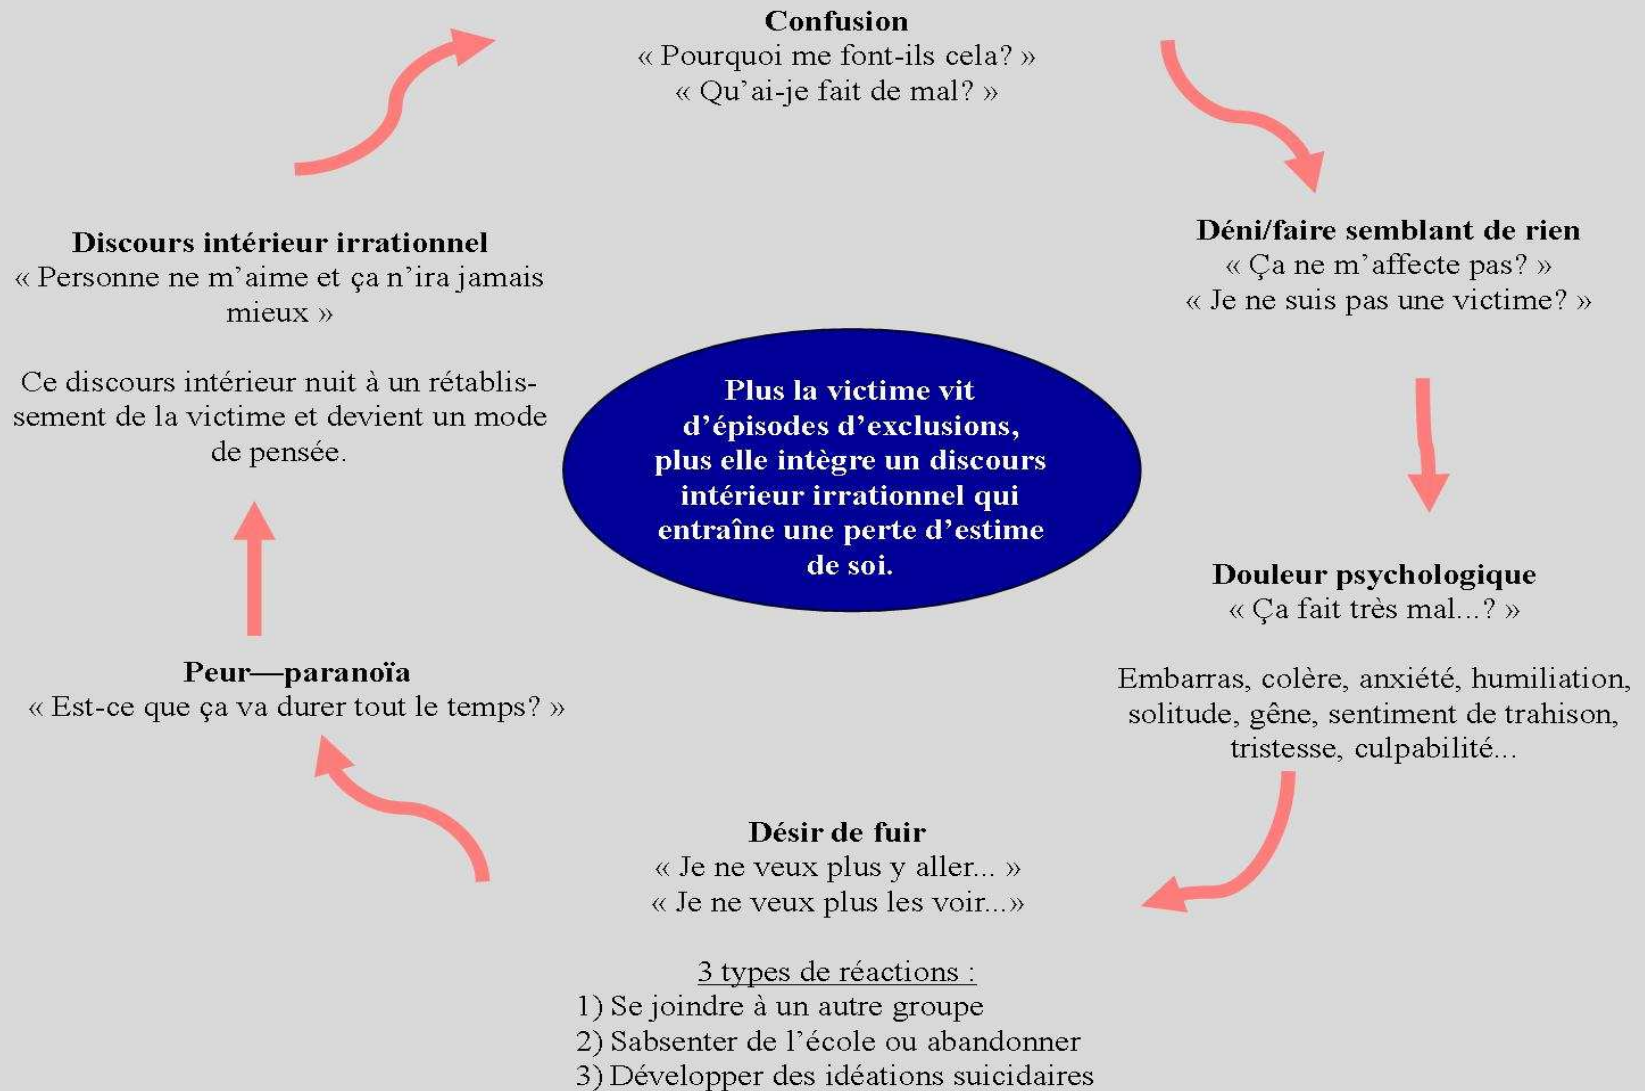 Confusion
« Pourquoi me font-ils cela? »
« Qu’ai-je fait de mal? »
Déni/faire semblant de rien
« Ça ne m’affecte pas? »
« Je ne suis pas une victime? »
Douleur psychologique
« Ça fait très mal...? »
Embarras, colère, anxiété, humiliation,
solitude, gêne, sentiment de trahison,
tristesse, culpabilité...
Désir de fuir
« Je ne veux plus y aller... »
« Je ne veux plus les voir...»
3 types de réactions :
1) Se joindre à un autre groupe
2) Sabsenter de l’école ou abandonner
3) Développer des idéations suicidaires
Peur—paranoïa
« Est-ce que ça va durer tout le temps? »
Discours intérieur irrationnel
« Personne ne m’aime et ça n’ira jamais
mieux »
Ce discours intérieur nuit à un rétablis-
sement de la victime et devient un mode
de pensée.
Plus la victime vit
d’épisodes d’exclusions,
plus elle intègre un discours
intérieur irrationnel qui
entraîne une perte d’estime
de soi.